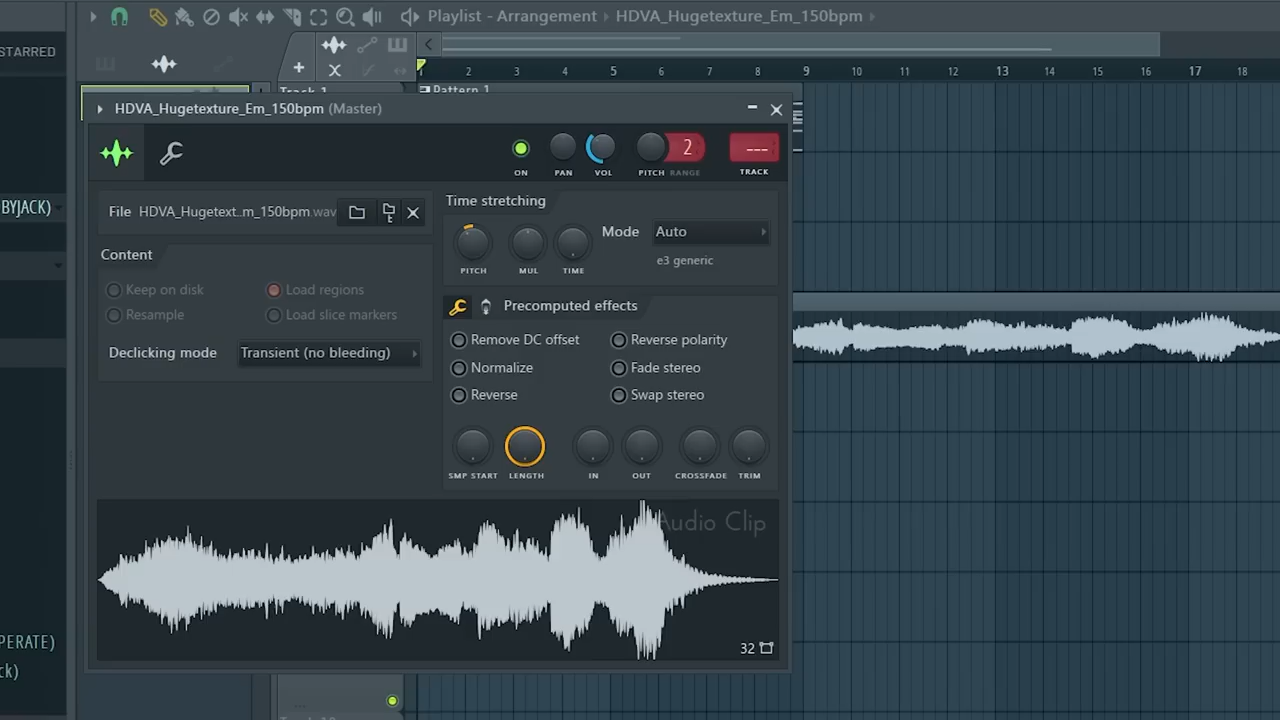 STARRED
Playlist - Arrangement › HDVA_Hugetexture_Em_150bpm ›
2 3 4 5 6 7 8 9 10 11 12 13 14 15 16 17 18
Track 1
Pattern 1
HDVA_Hugetexture_Em_150bpm (Master)
2
---
ON PAN VOL PITCH RANGE TRACK
BYJACK)
File HDVA_Hugetext..m_150bpm.wav
Time stretching
Mode Auto
PITCH MUL TIME
e3 generic
Content
Keep on disk
Load regions
Resample
Load slice markers
Declicking mode Transient (no bleeding)
Precomputed effects
Remove DC offset
Reverse polarity
Normalize
Fade stereo
Reverse
Swap stereo
SMP START LENGTH IN OUT CROSSFADE TRIM
Audio Clip
32
PERATE)
ck)